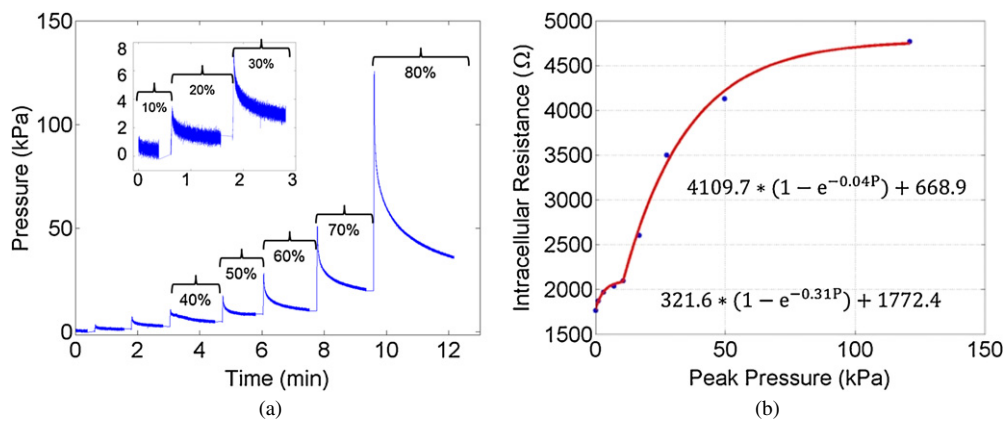 150
100
50
0
Pressure (kPa)
0 2 4 6 8 10 12
Time (min)
8
6
4
2
0
0 1 2 3
10%
20%
30%
40%
50%
60%
70%
80%
(a)
5000
4500
4000
3500
3000
2500
2000
1500
Intracellular Resistance (Ω)
4109.7 ∗ (1 − e^−0.04P) + 668.9
321.6 ∗ (1 − e^−0.31P) + 1772.4
0 50 100 150
Peak Pressure (kPa)
(b)